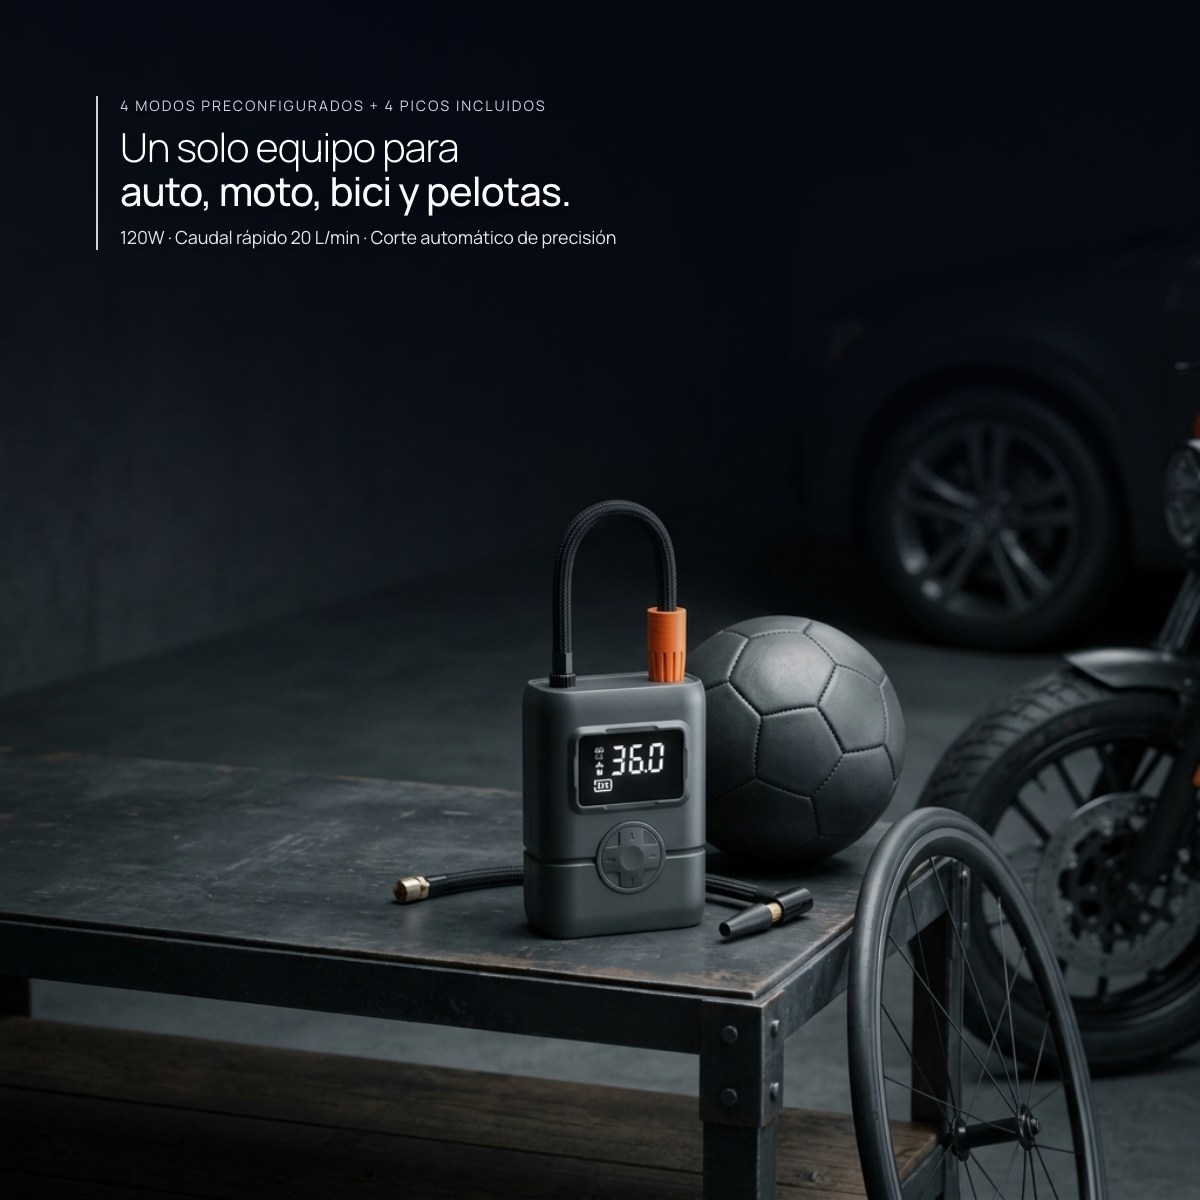 4 MODOS PRECONFIGURADOS + 4 PICOS INCLUIDOS
Un solo equipo para
auto, moto, bici y pelotas.
120W · Caudal rápido 20 L/min · Corte automático de precisión
36.0